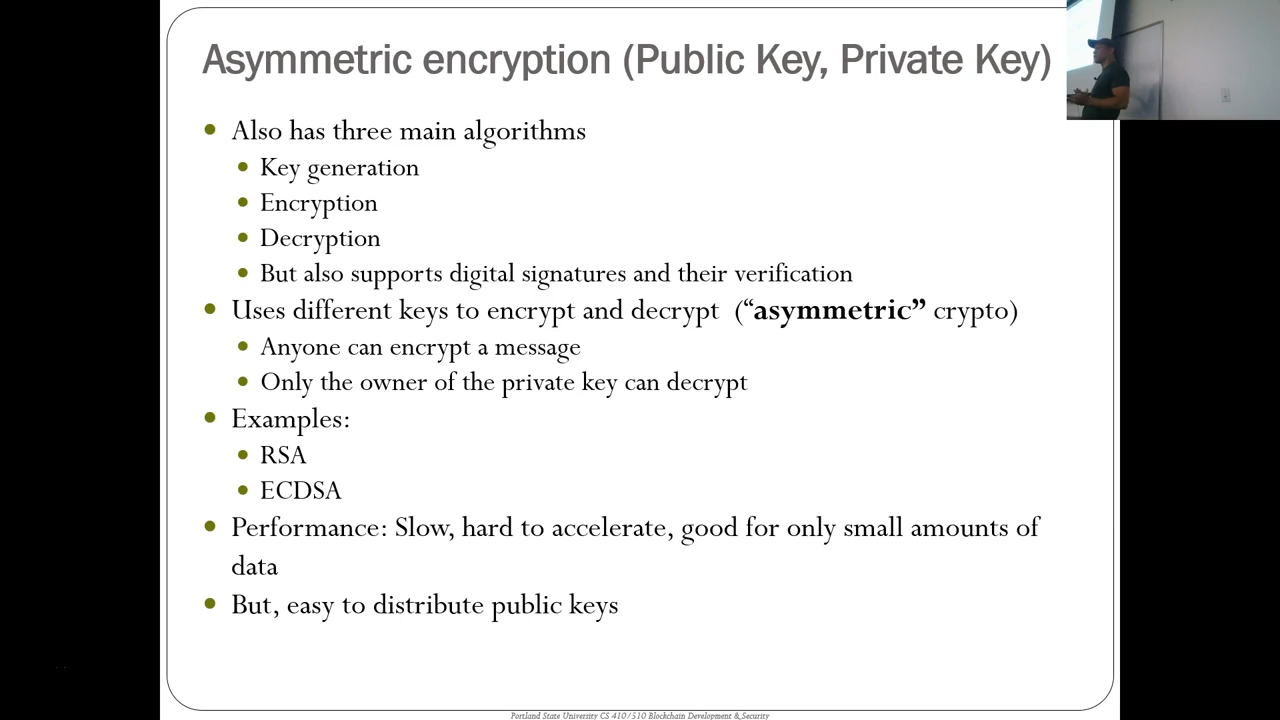 Asymmetric encryption (Public Key, Private Key)
Also has three main algorithms
Key generation
Encryption
Decryption
But also supports digital signatures and their verification
Uses different keys to encrypt and decrypt (“asymmetric” crypto)
Anyone can encrypt a message
Only the owner of the private key can decrypt
Examples:
RSA
ECDSA
Performance: Slow, hard to accelerate, good for only small amounts of
data
But, easy to distribute public keys
Portland State University CS 410/510 Blockchain Development & Security